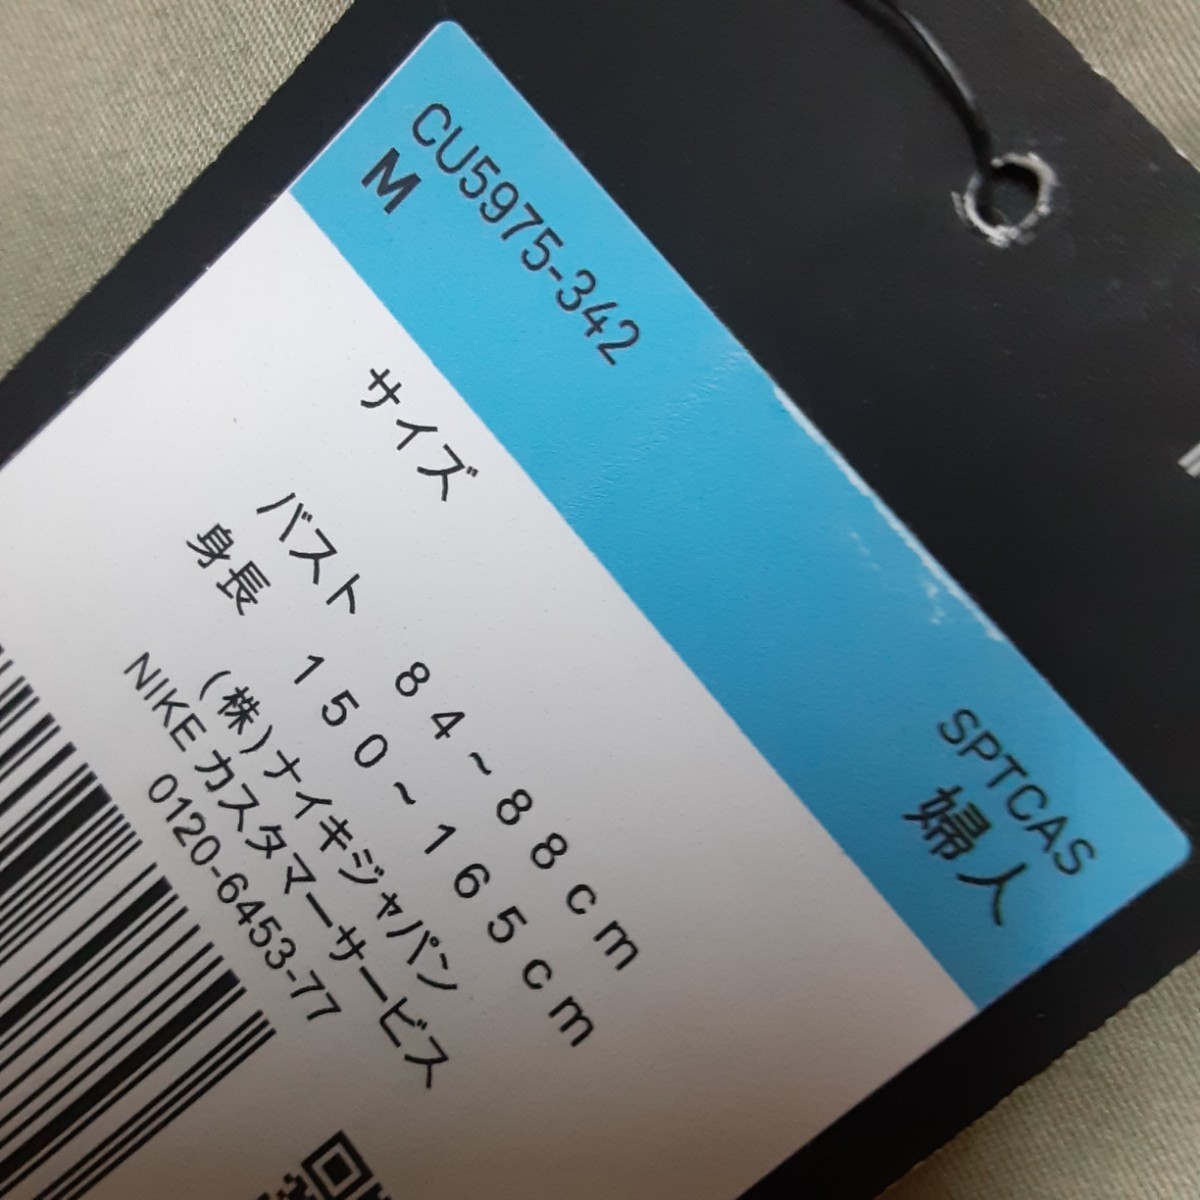 CU5975-342
M
SPTCAS
婦人
サイズ
バスト 84~88cm
身長 150~165cm
(株)ナイキジャパン
NIKE カスタマーサービス
0120-6453-77